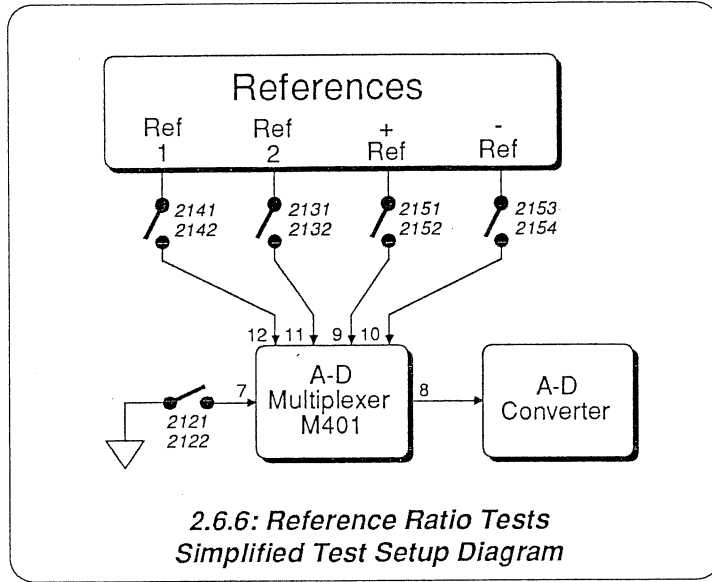 References
Ref 1
Ref 2
+ Ref
- Ref
2141
2142
2131
2132
2151
2152
2153
2154
12 11 9 10
7
A-D
Multiplexer
M401
8
A-D
Converter
2121
2122
2.6.6: Reference Ratio Tests
Simplified Test Setup Diagram